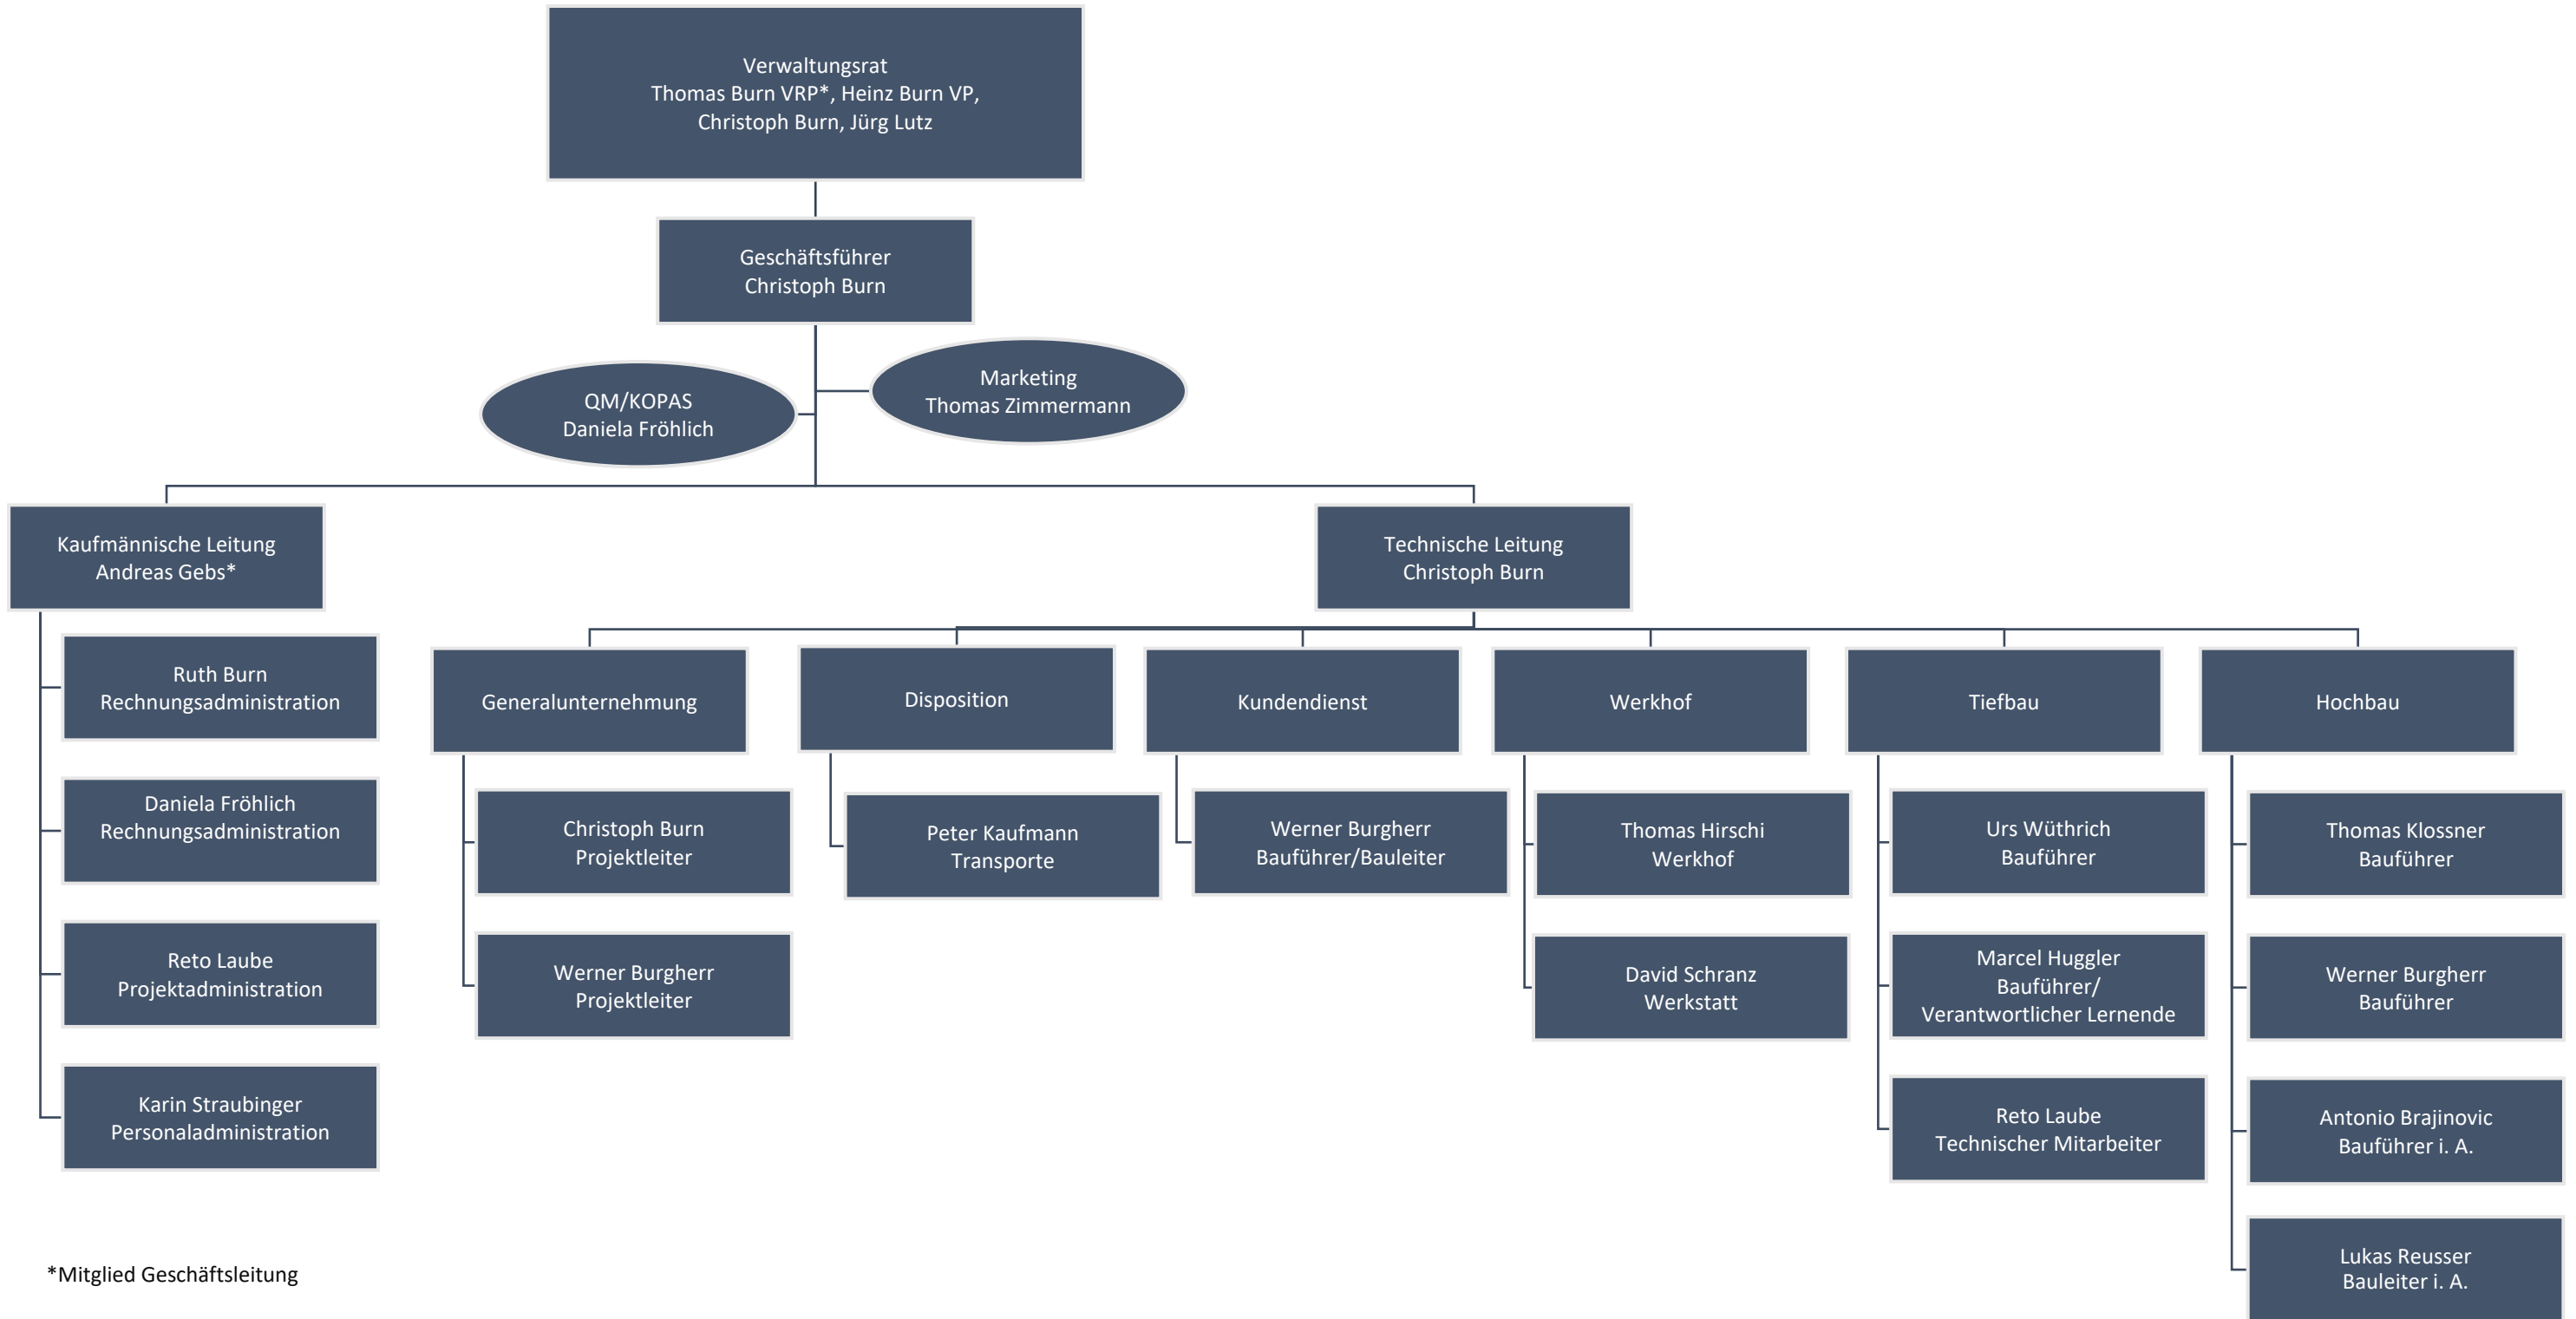 Verwaltungsrat
Thomas Burn VRP*, Heinz Burn VP,
Christoph Burn, Jürg Lutz
Geschäftsführer
Christoph Burn
QM/KOPAS
Daniela Fröhlich
Marketing
Thomas Zimmermann
Kaufmännische Leitung
Andreas Gebs*
Technische Leitung
Christoph Burn
Ruth Burn
Rechnungsadministration
Daniela Fröhlich
Rechnungsadministration
Reto Laube
Projektadministration
Karin Straubinger
Personaladministration
Generalunternehmung
Christoph Burn
Projektleiter
Werner Burgherr
Projektleiter
Disposition
Peter Kaufmann
Transporte
Kundendienst
Werner Burgherr
Bauführer/Bauleiter
Werkhof
Thomas Hirschi
Werkhof
David Schranz
Werkstatt
Tiefbau
Urs Wüthrich
Bauführer
Marcel Huggler
Bauführer/
Verantwortlicher Lernende
Reto Laube
Technischer Mitarbeiter
Hochbau
Thomas Klossner
Bauführer
Werner Burgherr
Bauführer
Antonio Brajinovic
Bauführer i. A.
Lukas Reusser
Bauleiter i. A.
*Mitglied Geschäftsleitung